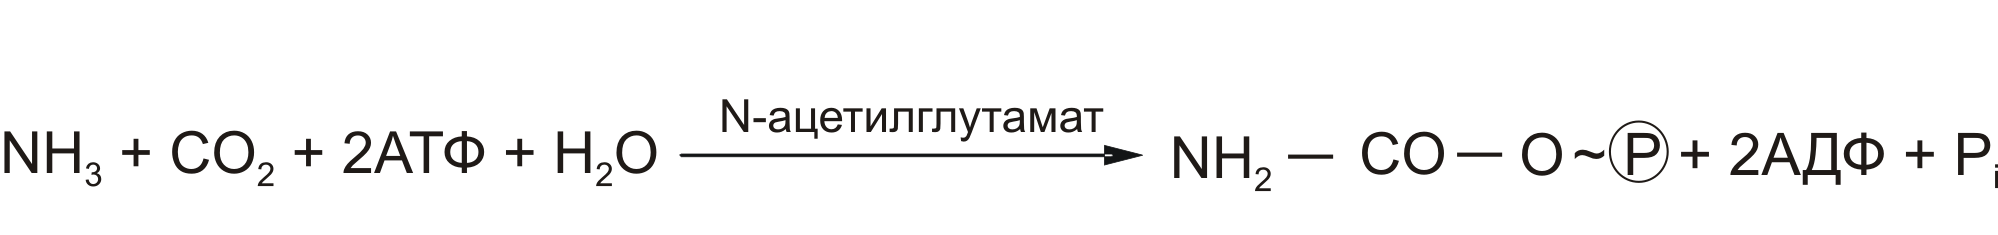 N-ацетилглутамат
NH₃ + CO₂ + 2АТФ + H₂O ⟶ NH₂ — CO — O ~ Ⓟ + 2АДФ + Pᵢ